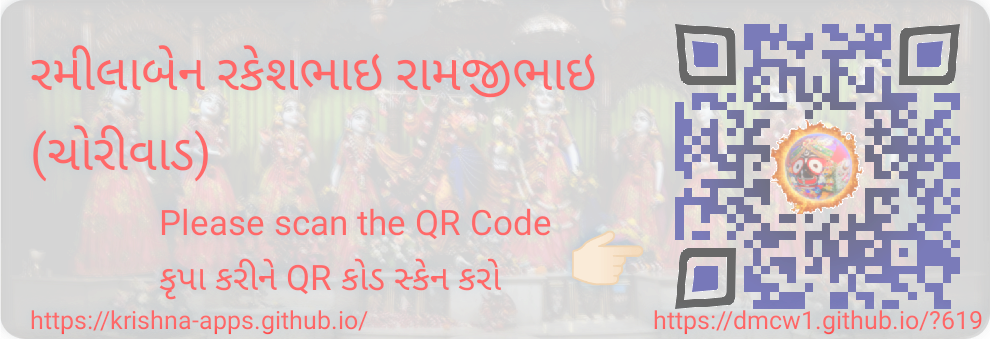 રમીલાબેન રકેશભાઇ રામજીભાઇ
(ચોરીવાડ)
Please scan the QR Code
કૃપા કરીને QR કોડ સ્કેન કરો
https://krishna-apps.github.io/
https://dmcw1.github.io/?619